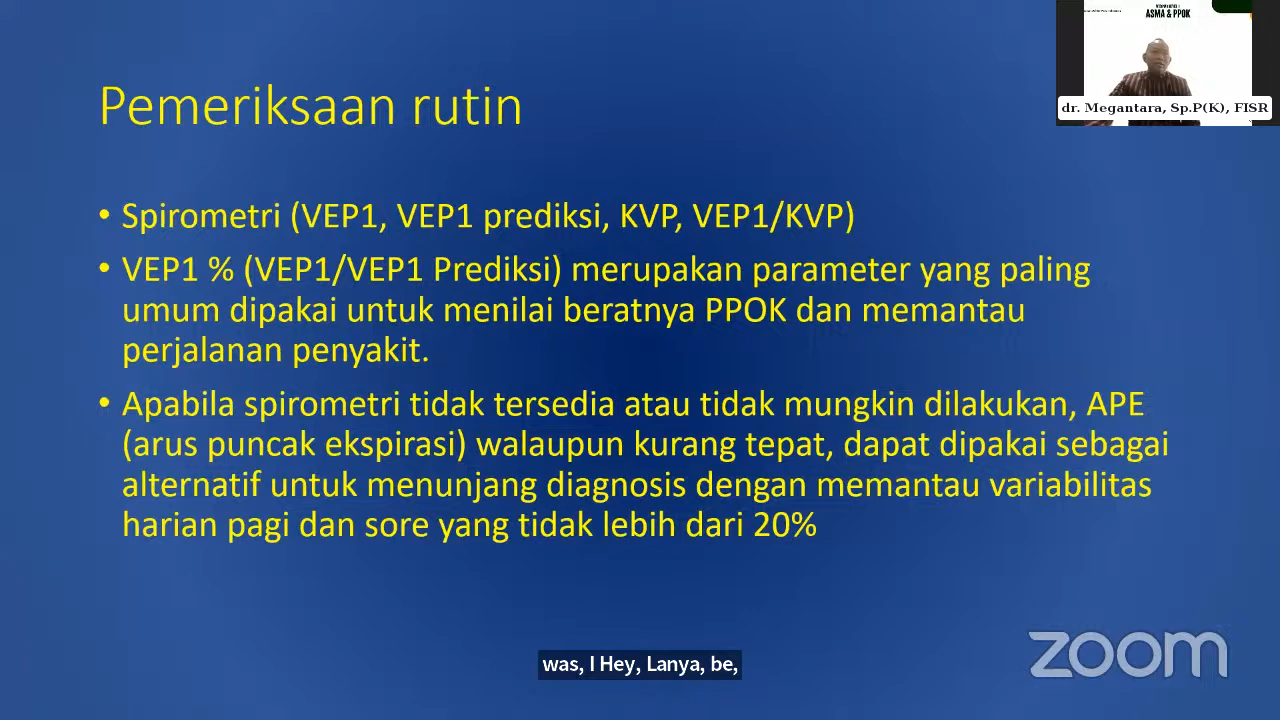 ASMA & PPOK
dr. Megantara, Sp.P(K), FISR
Pemeriksaan rutin
• Spirometri (VEP1, VEP1 prediksi, KVP, VEP1/KVP)
• VEP1 % (VEP1/VEP1 Prediksi) merupakan parameter yang paling
umum dipakai untuk menilai beratnya PPOK dan memantau
perjalanan penyakit.
• Apabila spirometri tidak tersedia atau tidak mungkin dilakukan, APE
(arus puncak ekspirasi) walaupun kurang tepat, dapat dipakai sebagai
alternatif untuk menunjang diagnosis dengan memantau variabilitas
harian pagi dan sore yang tidak lebih dari 20%
was, I Hey, Lanya, be,
zoom